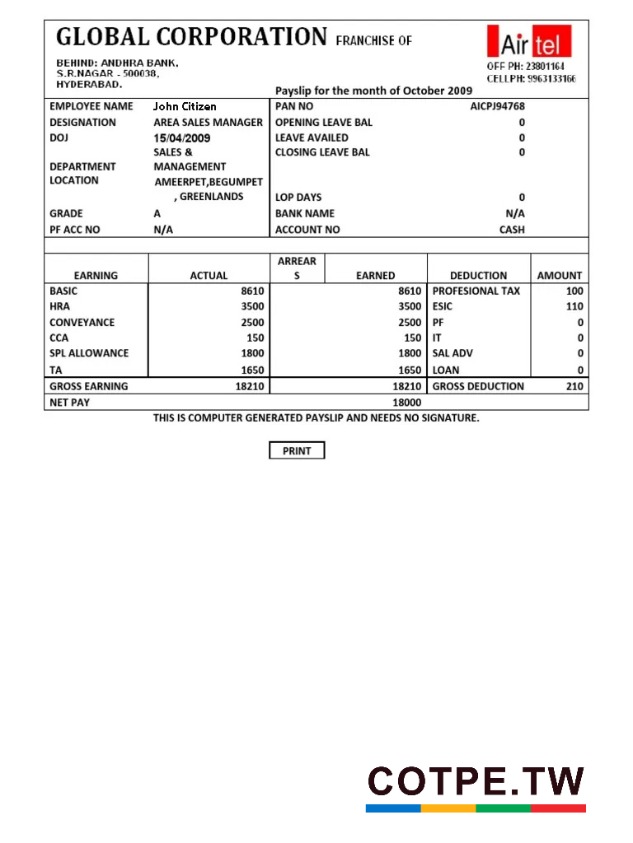 GLOBAL CORPORATION FRANCHISE OF
Airtel
BEHIND: ANDHRA BANK,
S.R.NAGAR - 500038,
HYDERABAD.
OFF PH: 23801164
CELLPH: 9963133166
Payslip for the month of October 2009
EMPLOYEE NAME John Citizen PAN NO AICPJ94768
DESIGNATION AREA SALES MANAGER OPENING LEAVE BAL 0
DOJ 15/04/2009 LEAVE AVAILED 0
SALES & CLOSING LEAVE BAL 0
DEPARTMENT MANAGEMENT
LOCATION AMEERPET,BEGUMPET
, GREENLANDS LOP DAYS 0
GRADE A BANK NAME N/A
PF ACC NO N/A ACCOUNT NO CASH
ARREAR
EARNING ACTUAL S EARNED DEDUCTION AMOUNT
BASIC 8610 8610 PROFESIONAL TAX 100
HRA 3500 3500 ESIC 110
CONVEYANCE 2500 2500 PF 0
CCA 150 150 IT 0
SPL ALLOWANCE 1800 1800 SAL ADV 0
TA 1650 1650 LOAN 0
GROSS EARNING 18210 18210 GROSS DEDUCTION 210
NET PAY 18000
THIS IS COMPUTER GENERATED PAYSLIP AND NEEDS NO SIGNATURE.
PRINT
COTPE.TW